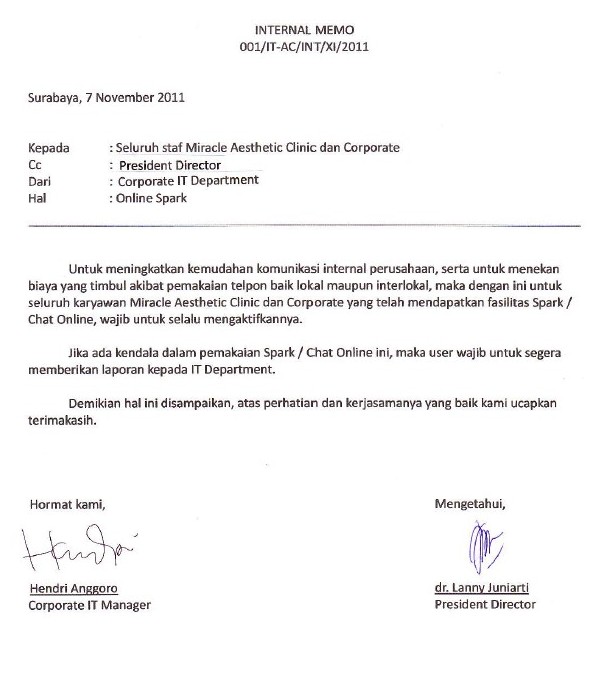 INTERNAL MEMO
001/IT-AC/INT/XI/2011
Surabaya, 7 November 2011
Kepada : Seluruh staf Miracle Aesthetic Clinic dan Corporate
Cc : President Director
Dari : Corporate IT Department
Hal : Online Spark
Untuk meningkatkan kemudahan komunikasi internal perusahaan, serta untuk menekan
biaya yang timbul akibat pemakaian telpon baik lokal maupun interlokal, maka dengan ini untuk
seluruh karyawan Miracle Aesthetic Clinic dan Corporate yang telah mendapatkan fasilitas Spark /
Chat Online, wajib untuk selalu mengaktifkannya.
Jika ada kendala dalam pemakaian Spark / Chat Online ini, maka user wajib untuk segera
memberikan laporan kepada IT Department.
Demikian hal ini disampaikan, atas perhatian dan kerjasamanya yang baik kami ucapkan
terimakasih.
Hormat kami, Mengetahui,
Hendri Anggoro dr. Lanny Juniarti
Corporate IT Manager President Director